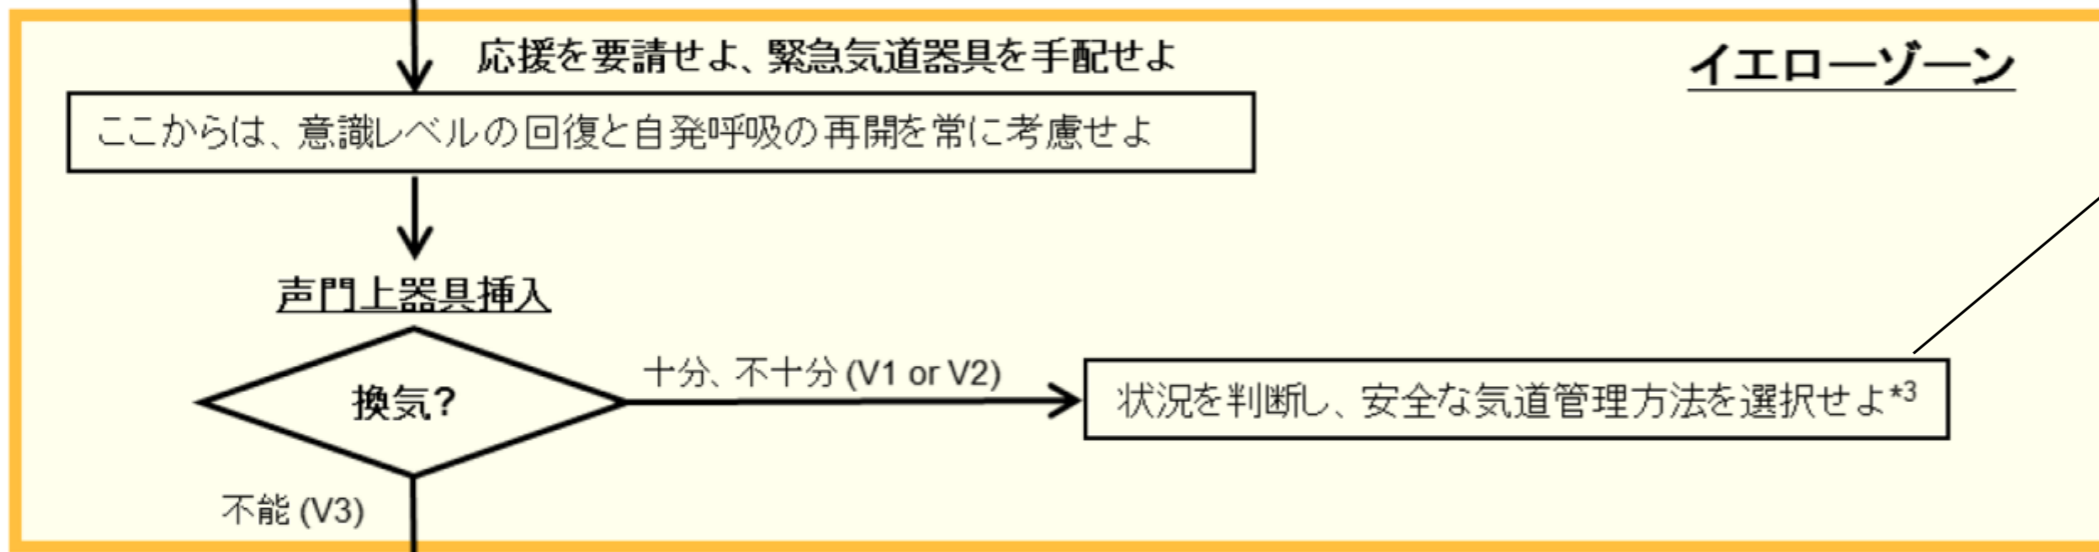 応援を要請せよ、緊急気道器具を手配せよ
イエローゾーン
ここからは、意識レベルの回復と自発呼吸の再開を常に考慮せよ
声門上器具挿入
換気?
十分、不十分 (V1 or V2)
状況を判断し、安全な気道管理方法を選択せよ*3
不能 (V3)